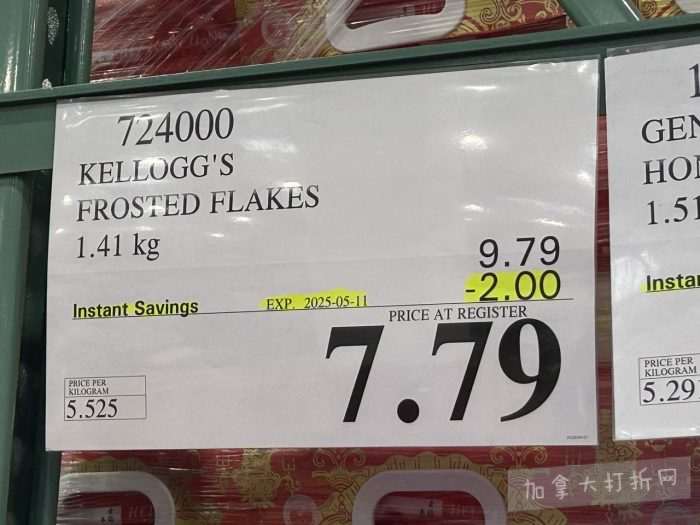 724000
KELLOGG'S
FROSTED FLAKES
1.41 kg
9.79
Instant Savings EXP. 2025-05-11 -2.00
PRICE AT REGISTER
7.79
PRICE PER
KILOGRAM
5.525
1
GEN
HO
1.51
Insta
PRICE PER
KILOGRAM
5.29
加拿大打折网